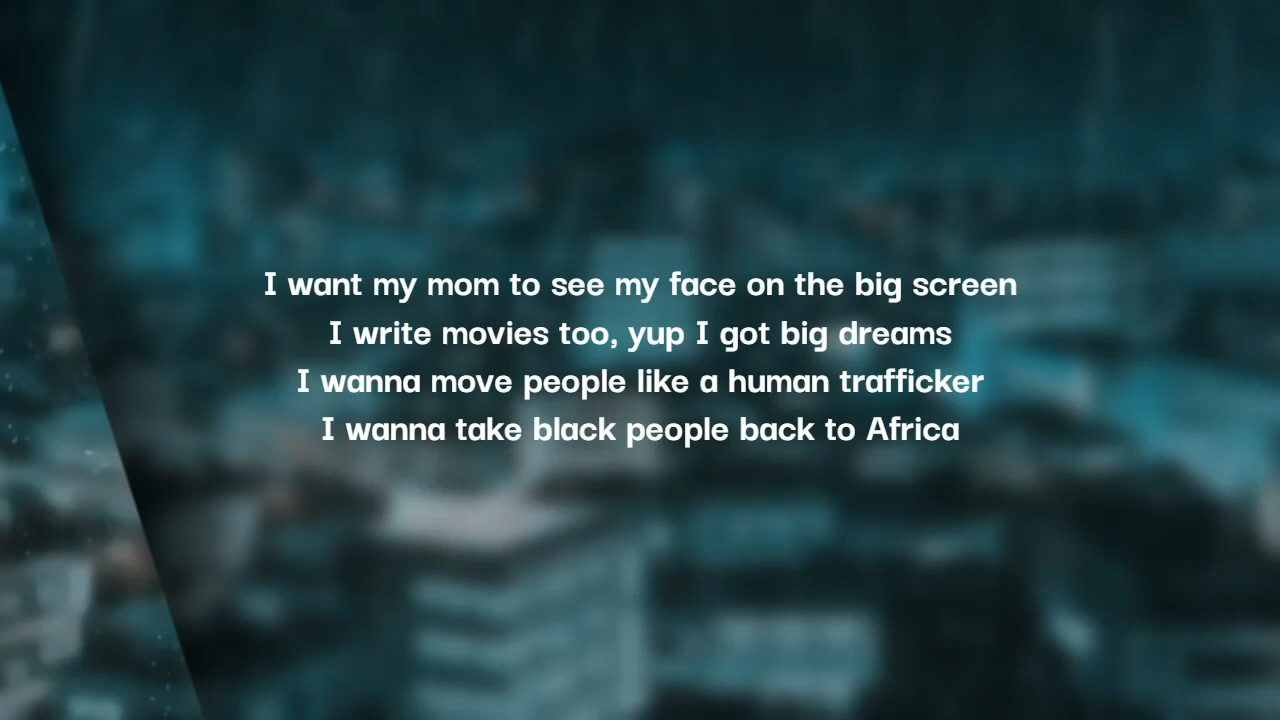 I want my mom to see my face on the big screen
I write movies too, yup I got big dreams
I wanna move people like a human trafficker
I wanna take black people back to Africa